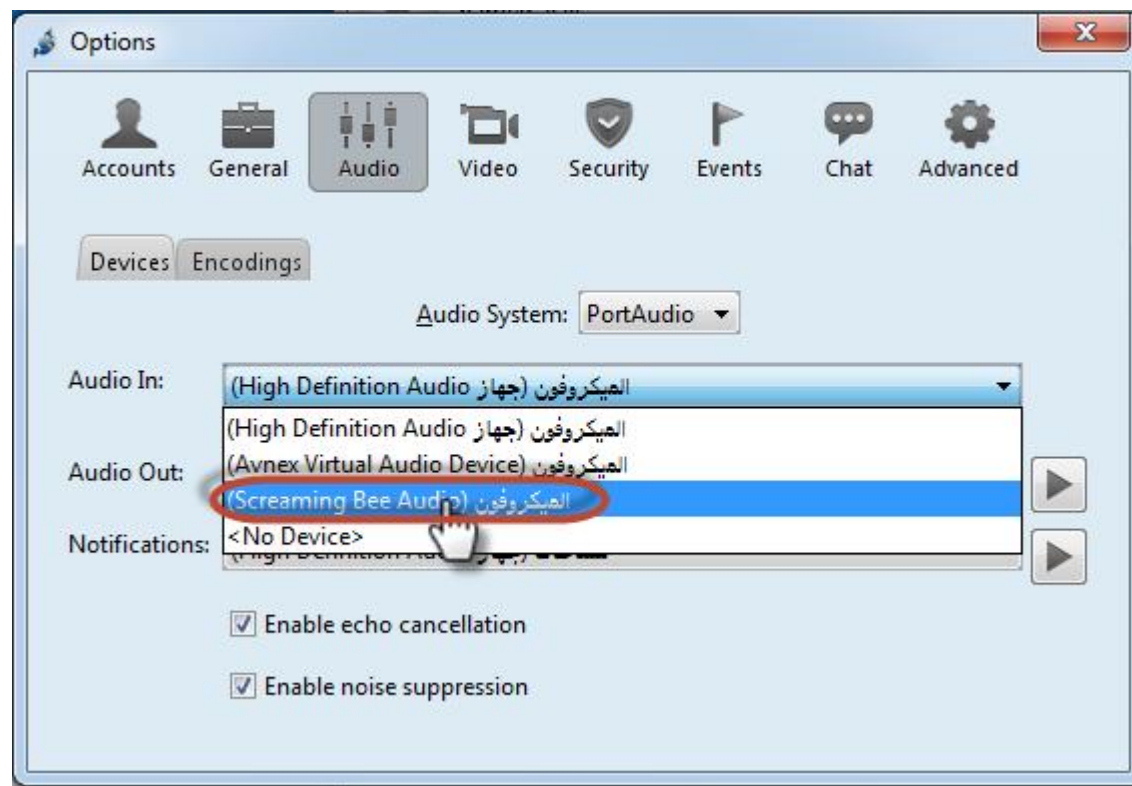 Options
Accounts General Audio Video Security Events Chat Advanced
Devices Encodings
Audio System: PortAudio
Audio In:
الميكروفون (جهاز High Definition Audio)
الميكروفون (جهاز High Definition Audio)
Audio Out:
الميكروفون (Avnex Virtual Audio Device)
الميكروفون (Screaming Bee Audio)
Notifications:
<No Device>
Enable echo cancellation
Enable noise suppression